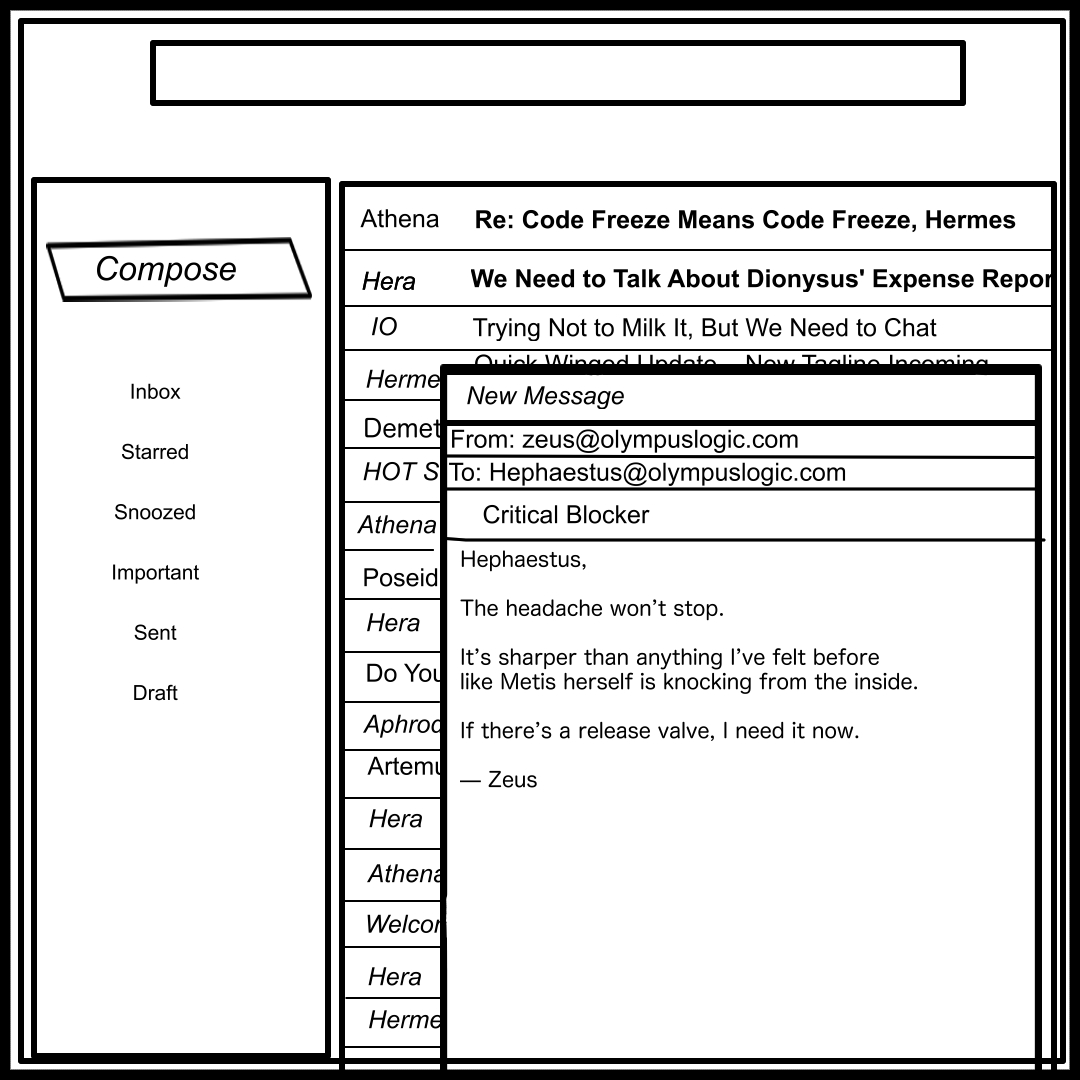 Compose
Inbox
Starred
Snoozed
Important
Sent
Draft
Athena Re: Code Freeze Means Code Freeze, Hermes
Hera We Need to Talk About Dionysus' Expense Repor
IO Trying Not to Milk It, But We Need to Chat
Quick Winged Update Now Tagline Incoming
Herme
Demet
HOT S
Athena
Poseid
Hera
Do You
Aphrod
Artemu
Hera
Athena
Welcom
Hera
Herme
New Message
From: zeus@olympuslogic.com
To: Hephaestus@olympuslogic.com
Critical Blocker
Hephaestus,
The headache won’t stop.
It’s sharper than anything I’ve felt before
like Metis herself is knocking from the inside.
If there’s a release valve, I need it now.
— Zeus